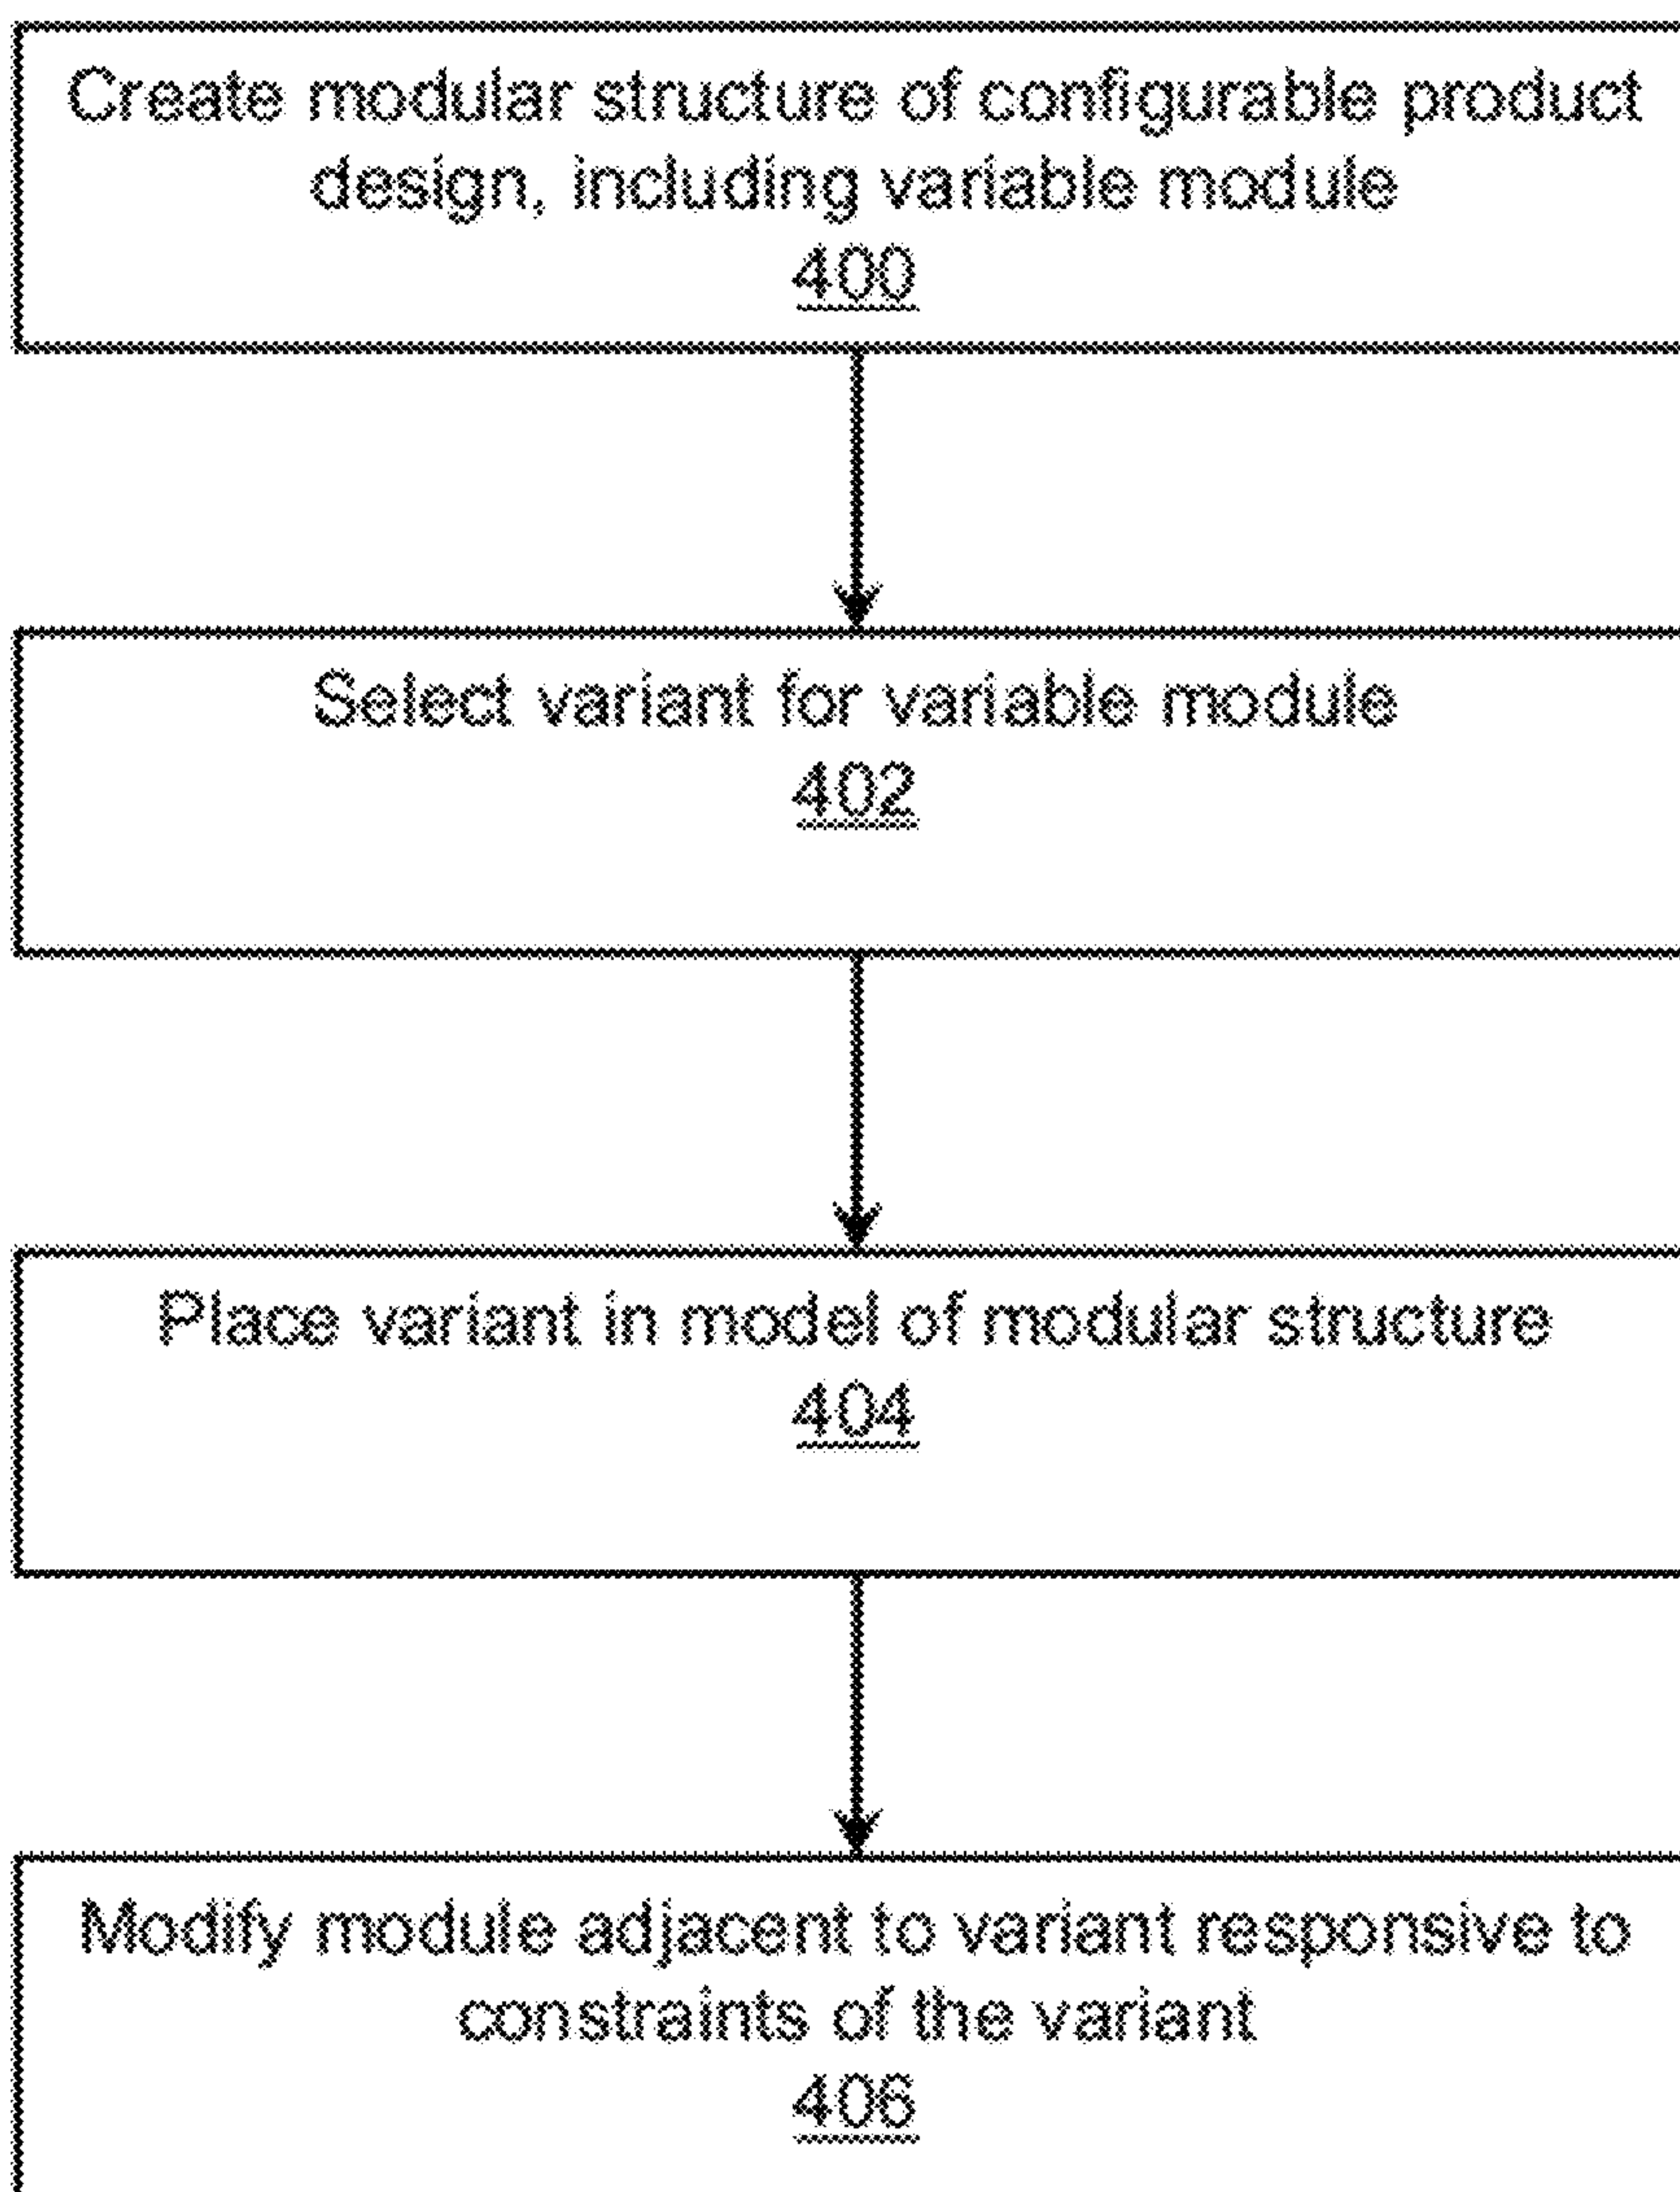 Create modular structure of configurable product
design, including variable module
400
Select variant for variable module
402
Place variant in model of modular structure
404
Modify module adjacent to variant responsive to
constraints of the variant
406